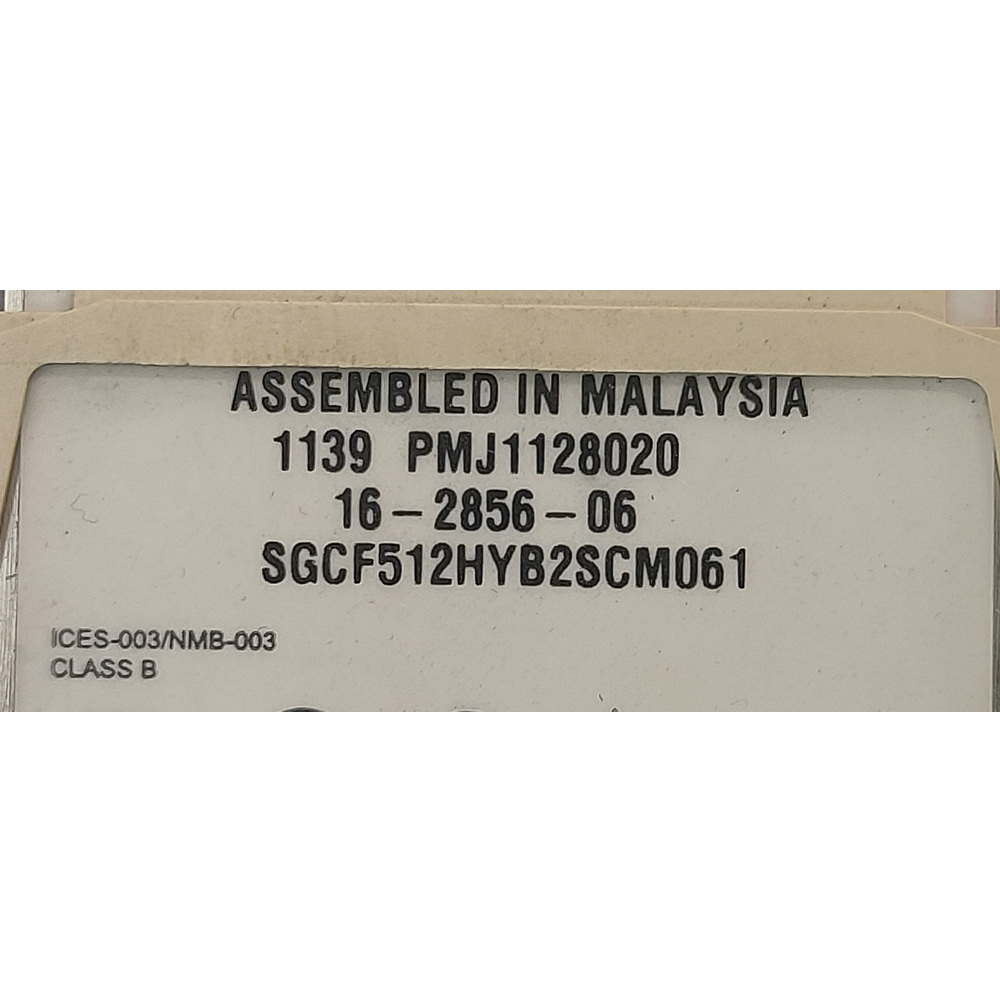 ASSEMBLED IN MALAYSIA
1139 PMJ1128020
16-2856-06
SGCF512HYB2SCM061
ICES-003/NMB-003
CLASS B